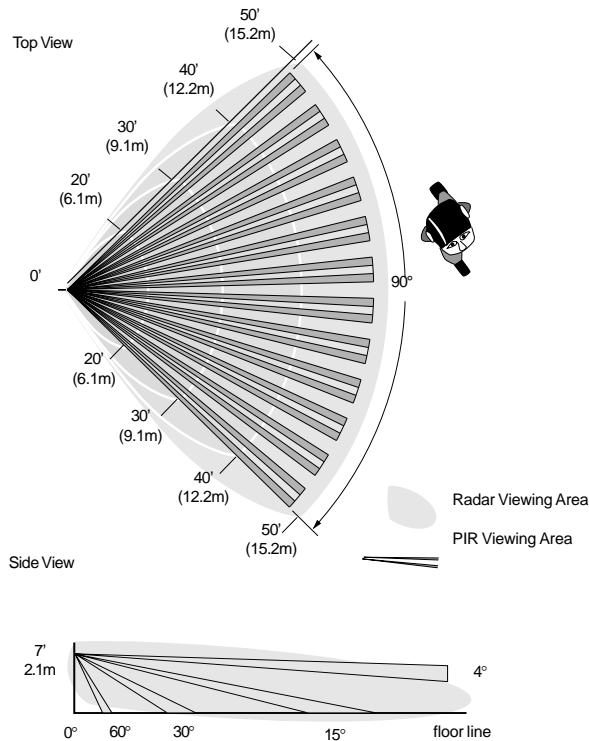 Top View
50’
(15.2m)
40’
(12.2m)
30’
(9.1m)
20’
(6.1m)
0’
90°
20’
(6.1m)
30’
(9.1m)
40’
(12.2m)
50’
(15.2m)
Radar Viewing Area
PIR Viewing Area
Side View
7’
2.1m
4°
0° 60° 30° 15° floor line